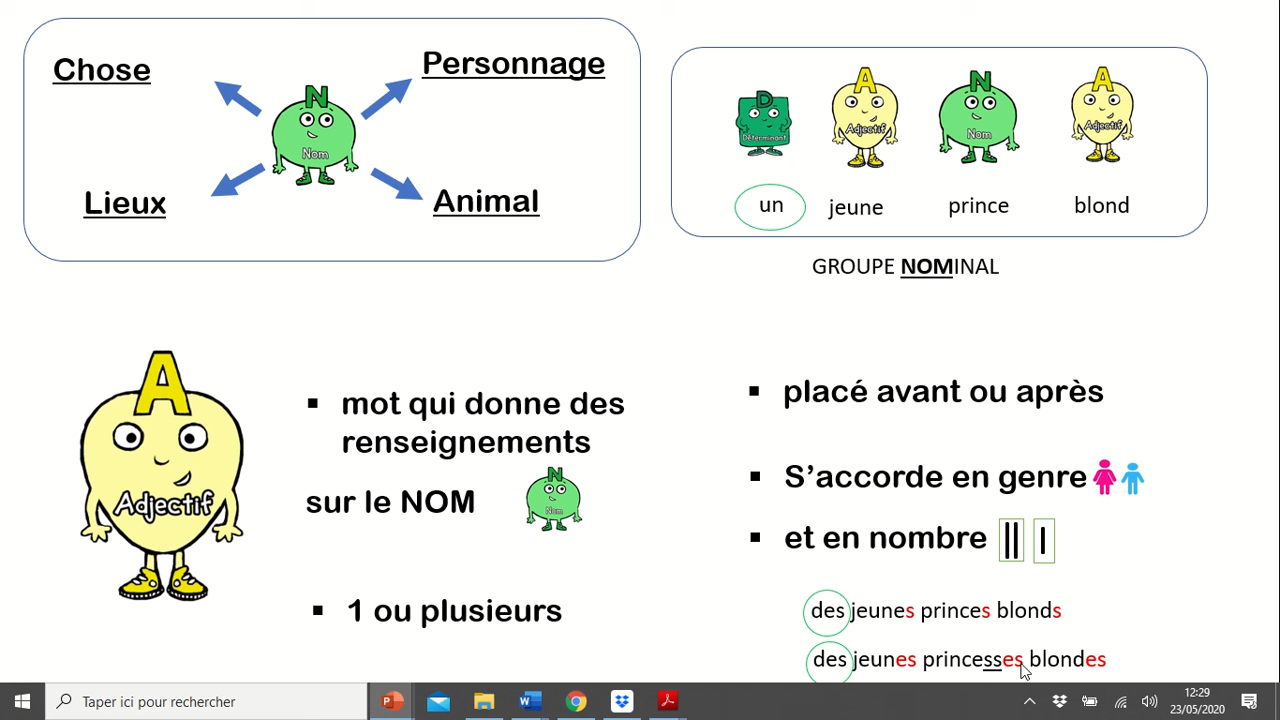 Chose
Personnage
N
Nom
Lieux
Animal
D
Déterminant
A
Adjectif
N
Nom
A
Adjectif
un jeune prince blond
GROUPE NOMINAL
A
Adjectif
▪ mot qui donne des
renseignements
sur le NOM
N
Nom
▪ 1 ou plusieurs
▪ placé avant ou après
▪ S’accorde en genre
▪ et en nombre
des jeunes princes blonds
des jeunes princesses blondes
Taper ici pour rechercher
12:29
23/05/2020